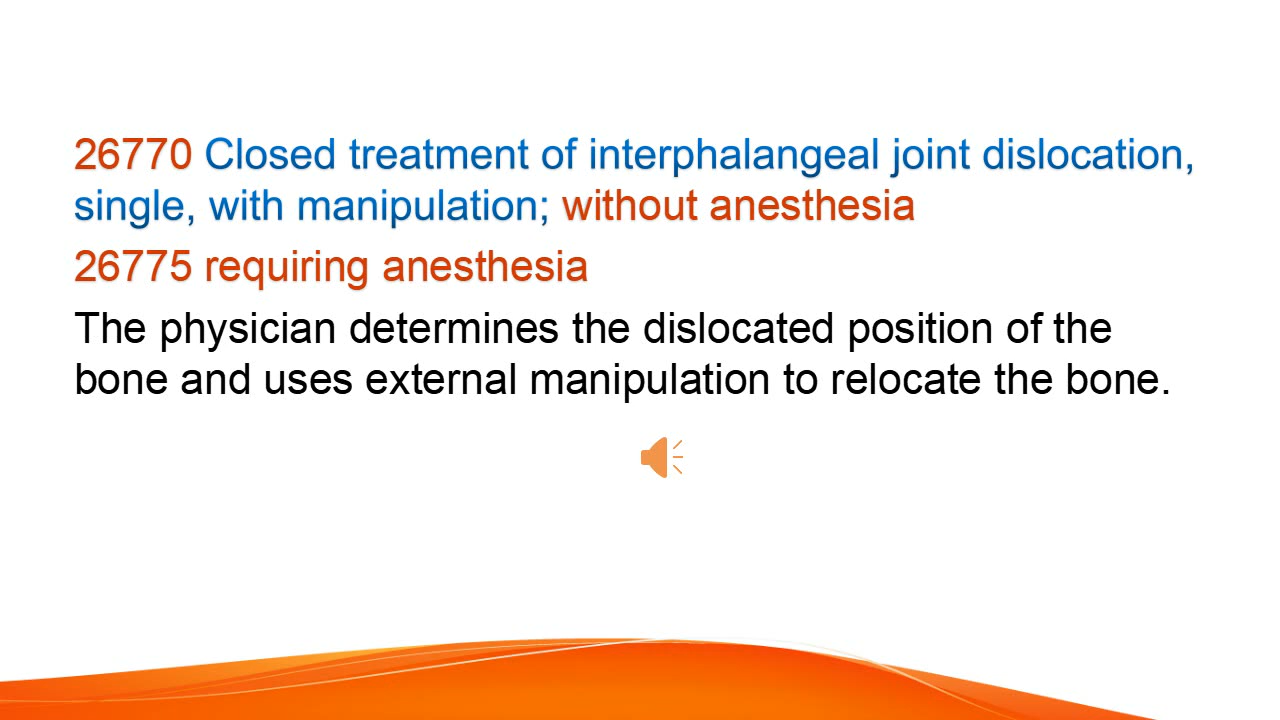 26770 Closed treatment of interphalangeal joint dislocation,
single, with manipulation; without anesthesia
26775 requiring anesthesia
The physician determines the dislocated position of the
bone and uses external manipulation to relocate the bone.